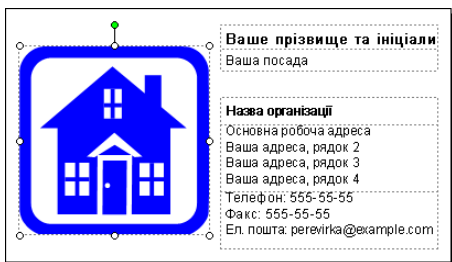 Ваше прізвище та ініціали
Ваша посада
Назва організації
Основна робоча адреса
Ваша адреса, рядок 2
Ваша адреса, рядок 3
Ваша адреса, рядок 4
Телефон: 555-55-55
Факс: 555-55-55
Ел. пошта: perevirka@example.com